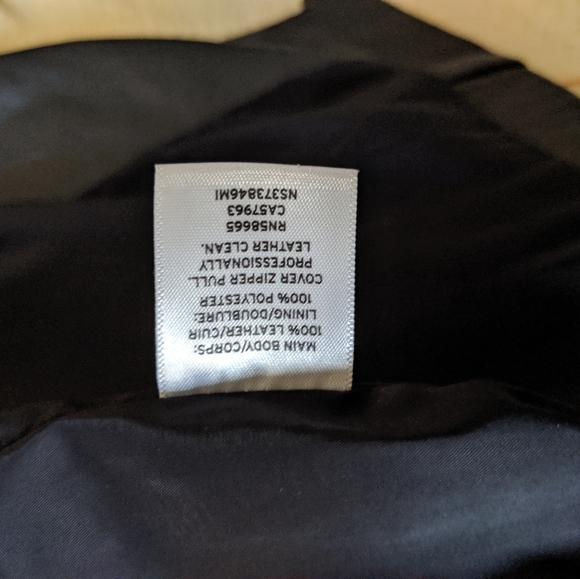 MAIN BODY/CORPS:
100% LEATHER/CUIR
LINING/DOUBLURE:
100% POLYESTER
COVER ZIPPER PULL.
PROFESSIONALLY
LEATHER CLEAN.
RN58665
CA57963
NS373846MI